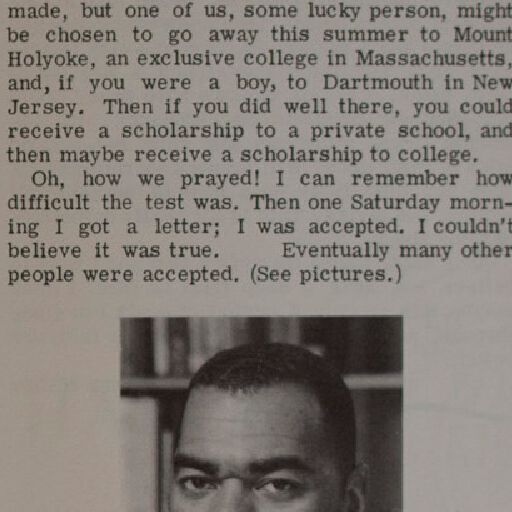 made, but one of us, some lucky person, might
be chosen to go away this summer to Mount
Holyoke, an exclusive college in Massachusetts,
and, if you were a boy, to Dartmouth in New
Jersey. Then if you did well there, you could
receive a scholarship to a private school, and
then maybe receive a scholarship to college.
Oh, how we prayed! I can remember how
difficult the test was. Then one Saturday morn-
ing I got a letter; I was accepted. I couldn't
believe it was true. Eventually many other
people were accepted. (See pictures.)